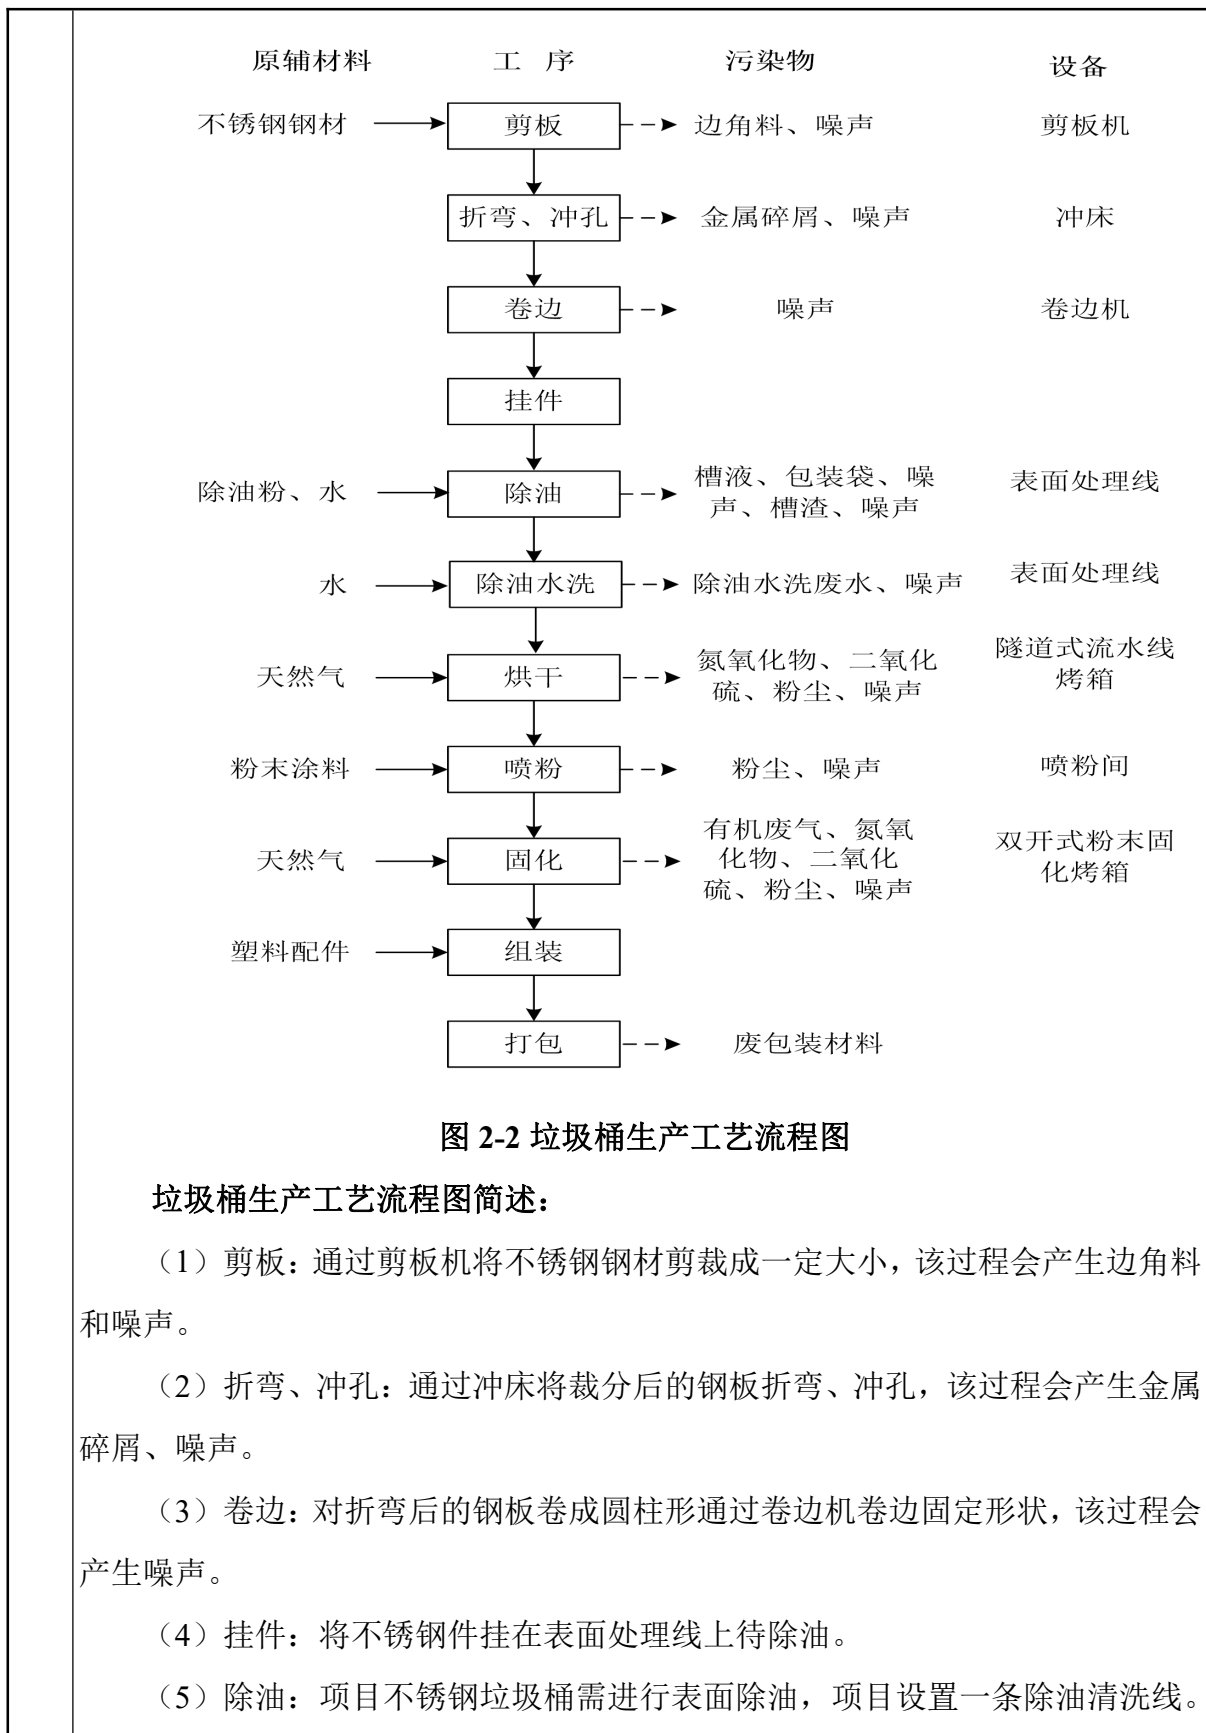 原辅材料 工 序 污染物 设备
不锈钢钢材 剪板 边角料、噪声 剪板机
折弯、冲孔 金属碎屑、噪声 冲床
卷边 噪声 卷边机
挂件
除油粉、水 除油 槽液、包装袋、噪 表面处理线
声、槽渣、噪声
水 除油水洗 除油水洗废水、噪声 表面处理线
天然气 烘干 氮氧化物、二氧化 隧道式流水线
硫、粉尘、噪声 烤箱
粉末涂料 喷粉 粉尘、噪声 喷粉间
天然气 固化 有机废气、氮氧 双开式粉末固
化物、二氧化 化烤箱
硫、粉尘、噪声
塑料配件 组装
打包 废包装材料
图 2-2 垃圾桶生产工艺流程图
垃圾桶生产工艺流程图简述：
（1）剪板：通过剪板机将不锈钢钢材剪裁成一定大小，该过程会产生边角料
和噪声。
（2）折弯、冲孔：通过冲床将裁分后的钢板折弯、冲孔，该过程会产生金属
碎屑、噪声。
（3）卷边：对折弯后的钢板卷成圆柱形通过卷边机卷边固定形状，该过程会
产生噪声。
（4）挂件：将不锈钢件挂在表面处理线上待除油。
（5）除油：项目不锈钢垃圾桶需进行表面除油，项目设置一条除油清洗线。